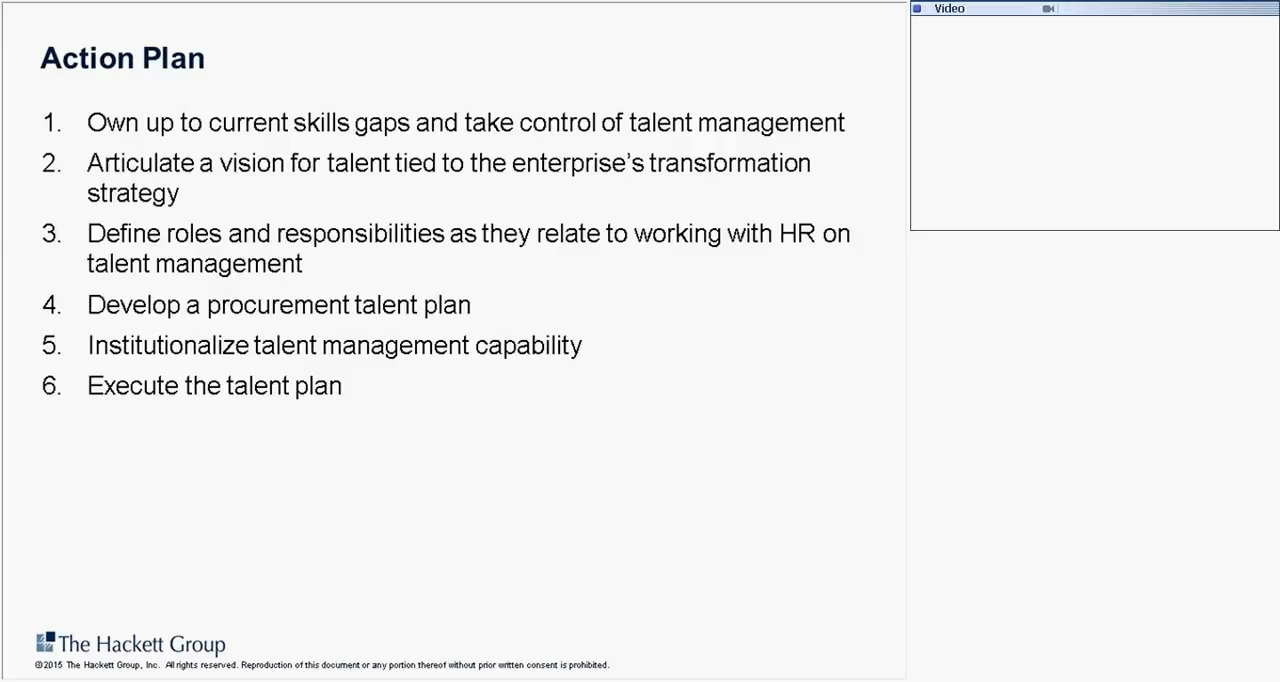 Video
Action Plan
1. Own up to current skills gaps and take control of talent management
2. Articulate a vision for talent tied to the enterprise’s transformation
strategy
3. Define roles and responsibilities as they relate to working with HR on
talent management
4. Develop a procurement talent plan
5. Institutionalize talent management capability
6. Execute the talent plan
The Hackett Group
©2015 The Hackett Group, Inc. All rights reserved. Reproduction of this document or any portion thereof without prior written consent is prohibited.